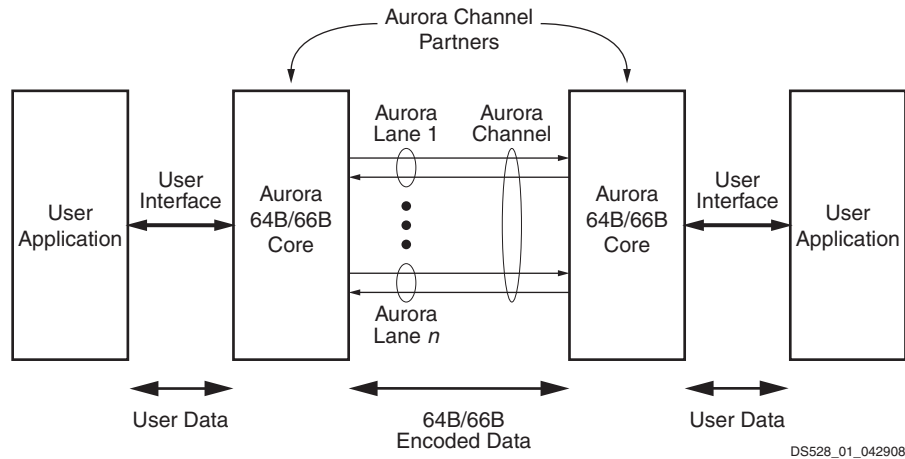 Aurora Channel
Partners
Aurora
Lane 1
Aurora
Channel
User
Interface
User
Interface
User
Application
Aurora
64B/66B
Core
Aurora
64B/66B
Core
User
Application
Aurora
Lane n
User Data
64B/66B
Encoded Data
User Data
DS528_01_042908